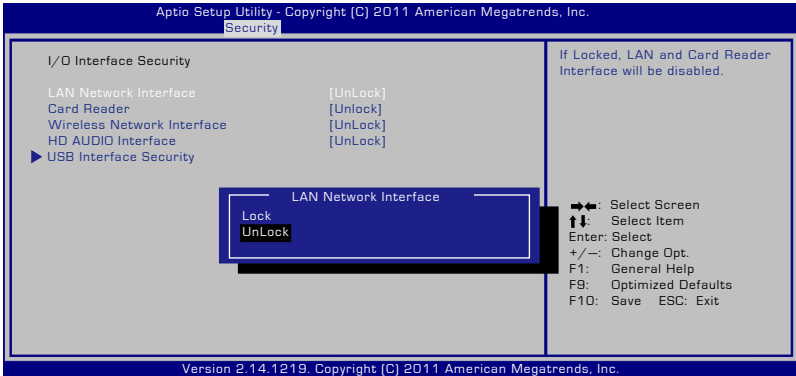 Aptio Setup Utility - Copyright (C) 2011 American Megatrends, Inc.
Security
I/O Interface Security
LAN Network Interface [UnLock]
Card Reader [Unlock]
Wireless Network Interface [UnLock]
HD AUDIO Interface [UnLock]
USB Interface Security
If Locked, LAN and Card Reader
Interface will be disabled.
LAN Network Interface
Lock
UnLock
: Select Screen
: Select Item
Enter: Select
+/—: Change Opt.
F1: General Help
F9: Optimized Defaults
F10: Save ESC: Exit
Version 2.14.1219. Copyright (C) 2011 American Megatrends, Inc.